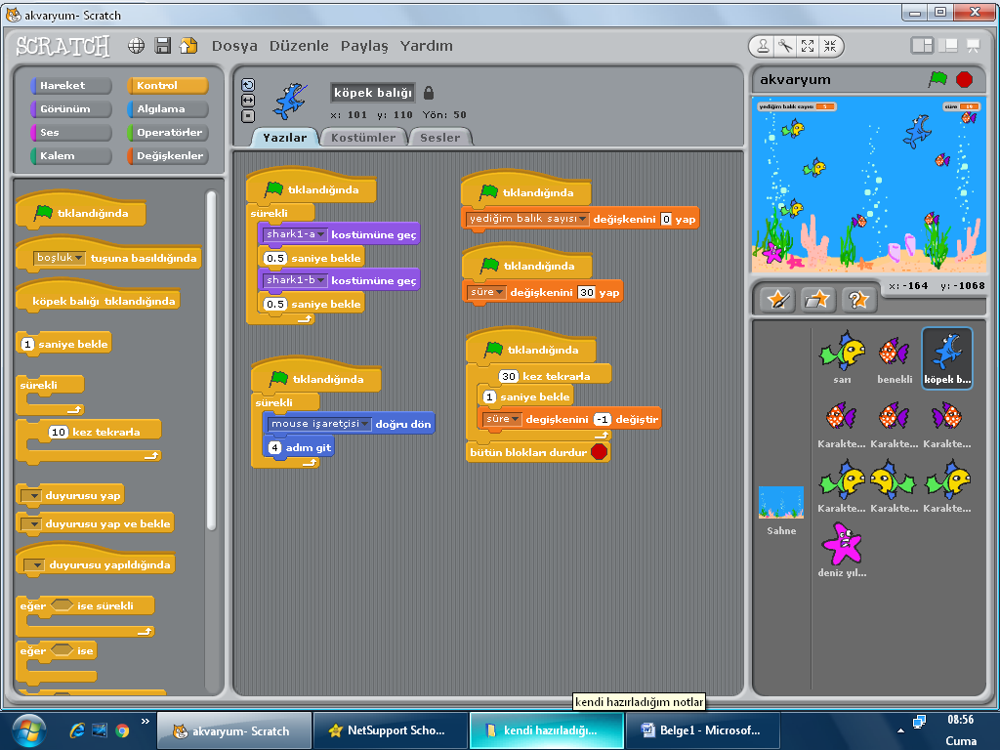 akvaryum- Scratch
SCRATCH Dosya Düzenle Paylaş Yardım
Hareket Kontrol
Görünüm Algılama
Ses Operatörler
Kalem Değişkenler
tıklandığında
boşluk tuşuna basıldığında
köpek balığı tıklandığında
1 saniye bekle
sürekli
10 kez tekrarla
duyurusu yap
duyurusu yap ve bekle
duyurusu yapıldığında
eğer ise sürekli
eğer ise
köpek balığı
x: 101 y: 110 Yön: 50
Yazılar Kostümler Sesler
tıklandığında
sürekli
shark1-a kostümüne geç
0.5 saniye bekle
shark1-b kostümüne geç
0.5 saniye bekle
tıklandığında
sürekli
mouse işaretçisi doğru dön
4 adım git
tıklandığında
yediğim balık sayısı değişkenini 0 yap
tıklandığında
süre değişkenini 30 yap
tıklandığında
30 kez tekrarla
1 saniye bekle
süre degişkenini -1 değiştir
bütün blokları durdur
akvaryum
yediğim balık sayısı 5
süre
x: -164 y: -1068
sarı benekli köpek b...
Karakte... Karakte... Karakte...
Karakte... Karakte... Karakte...
Sahne
deniz yıl...
kendi hazırladığım notlar
akvaryum- Scratch
NetSupport Scho...
kendi hazırladığı...
Belge1 - Microsof...
08:56
Cuma